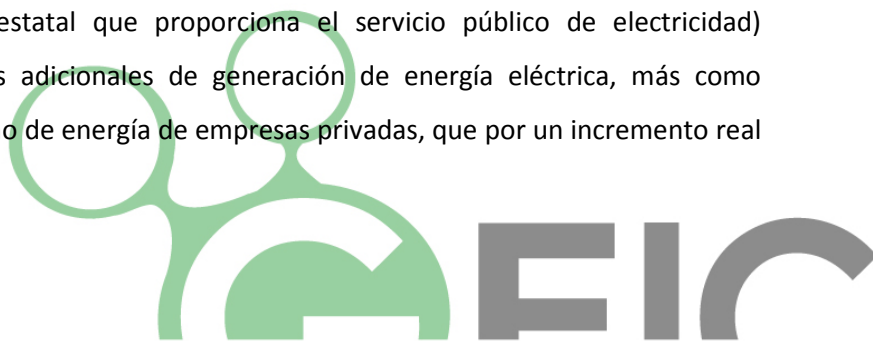 estatal que proporciona el servicio público de electricidad)
adicionales de generación de energía eléctrica, más como
de energía de empresas privadas, que por un incremento real
GEIC